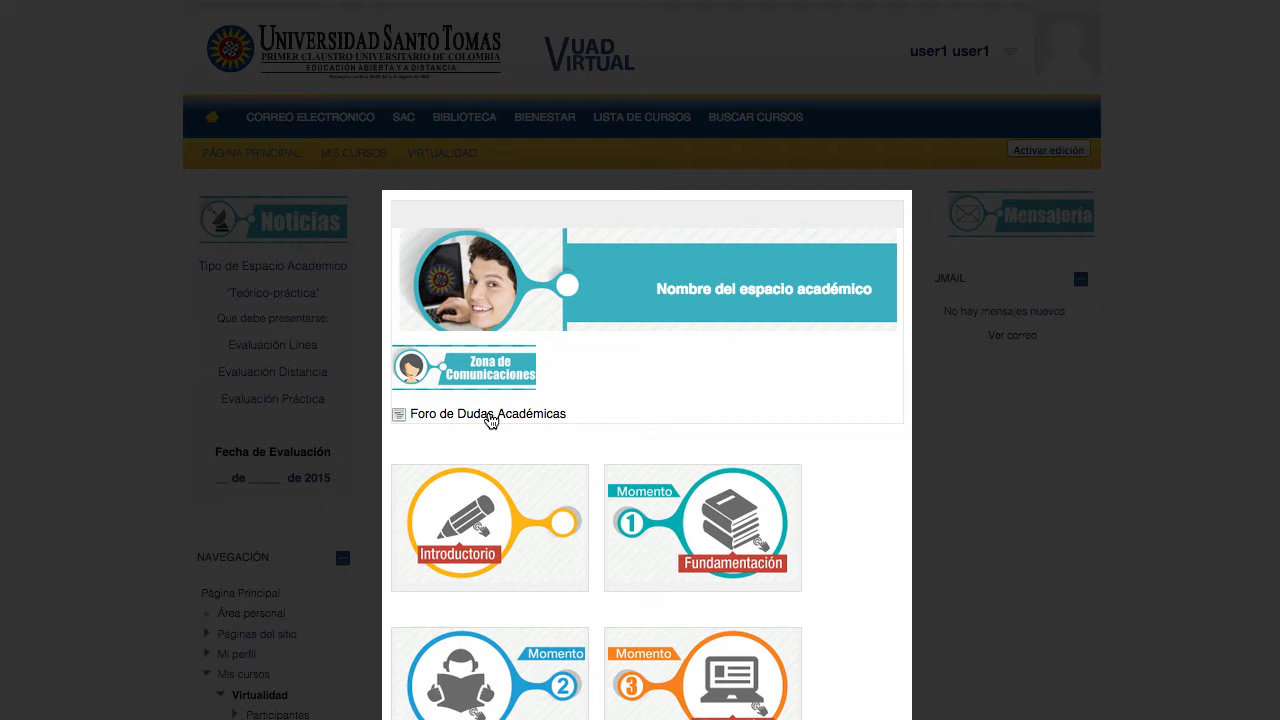 UNIVERSIDAD SANTO TOMAS
PRIMER CLAUSTRO UNIVERSITARIO DE COLOMBIA
EDUCACIÓN ABIERTA Y A DISTANCIA
VUAD
VIRTUAL
user1 user1
CORREO ELECTRONICO SAC BIBLIOTECA BIENESTAR LISTA DE CURSOS BUSCAR CURSOS
PÁGINA PRINCIPAL MIS CURSOS VIRTUALIDAD
Activar edición
Noticias
Tipo de Espacio Academico
"Teórico-práctica"
Que debe presentarse:
Evaluación Linea
Evaluación Distancia
Evaluación Práctica
Fecha de Evaluación
__ de _____ de 2015
NAVEGACIÓN
Página Principal
Área personal
Páginas del sitio
Mi perfil
Mis cursos
Virtualidad
Participantes
Nombre del espacio académico
Zona de
Comunicaciones
Foro de Dudas Académicas
Introductorio
Momento
1
Fundamentación
Momento
2
Momento
3
Mensajería
JMAIL
No hay mensajes nuevos
Ver correo